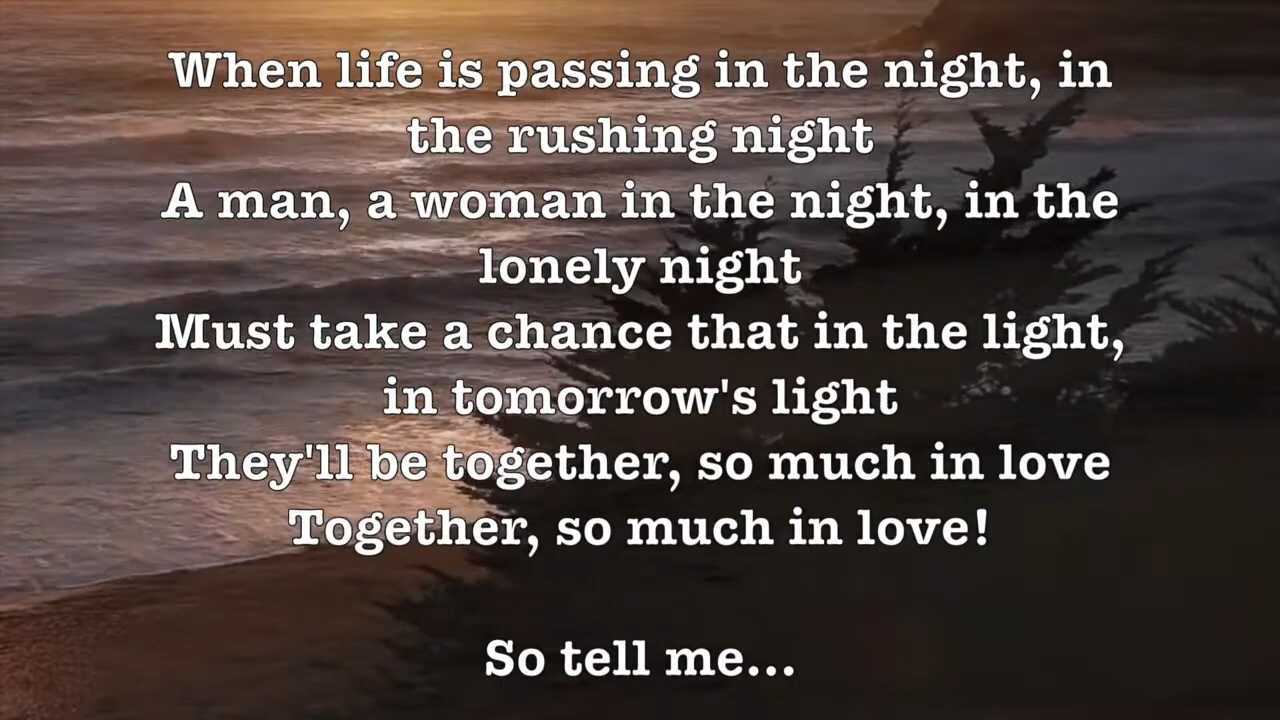 When life is passing in the night, in
the rushing night
A man, a woman in the night, in the
lonely night
Must take a chance that in the light,
in tomorrow's light
They'll be together, so much in love
Together, so much in love!
So tell me...